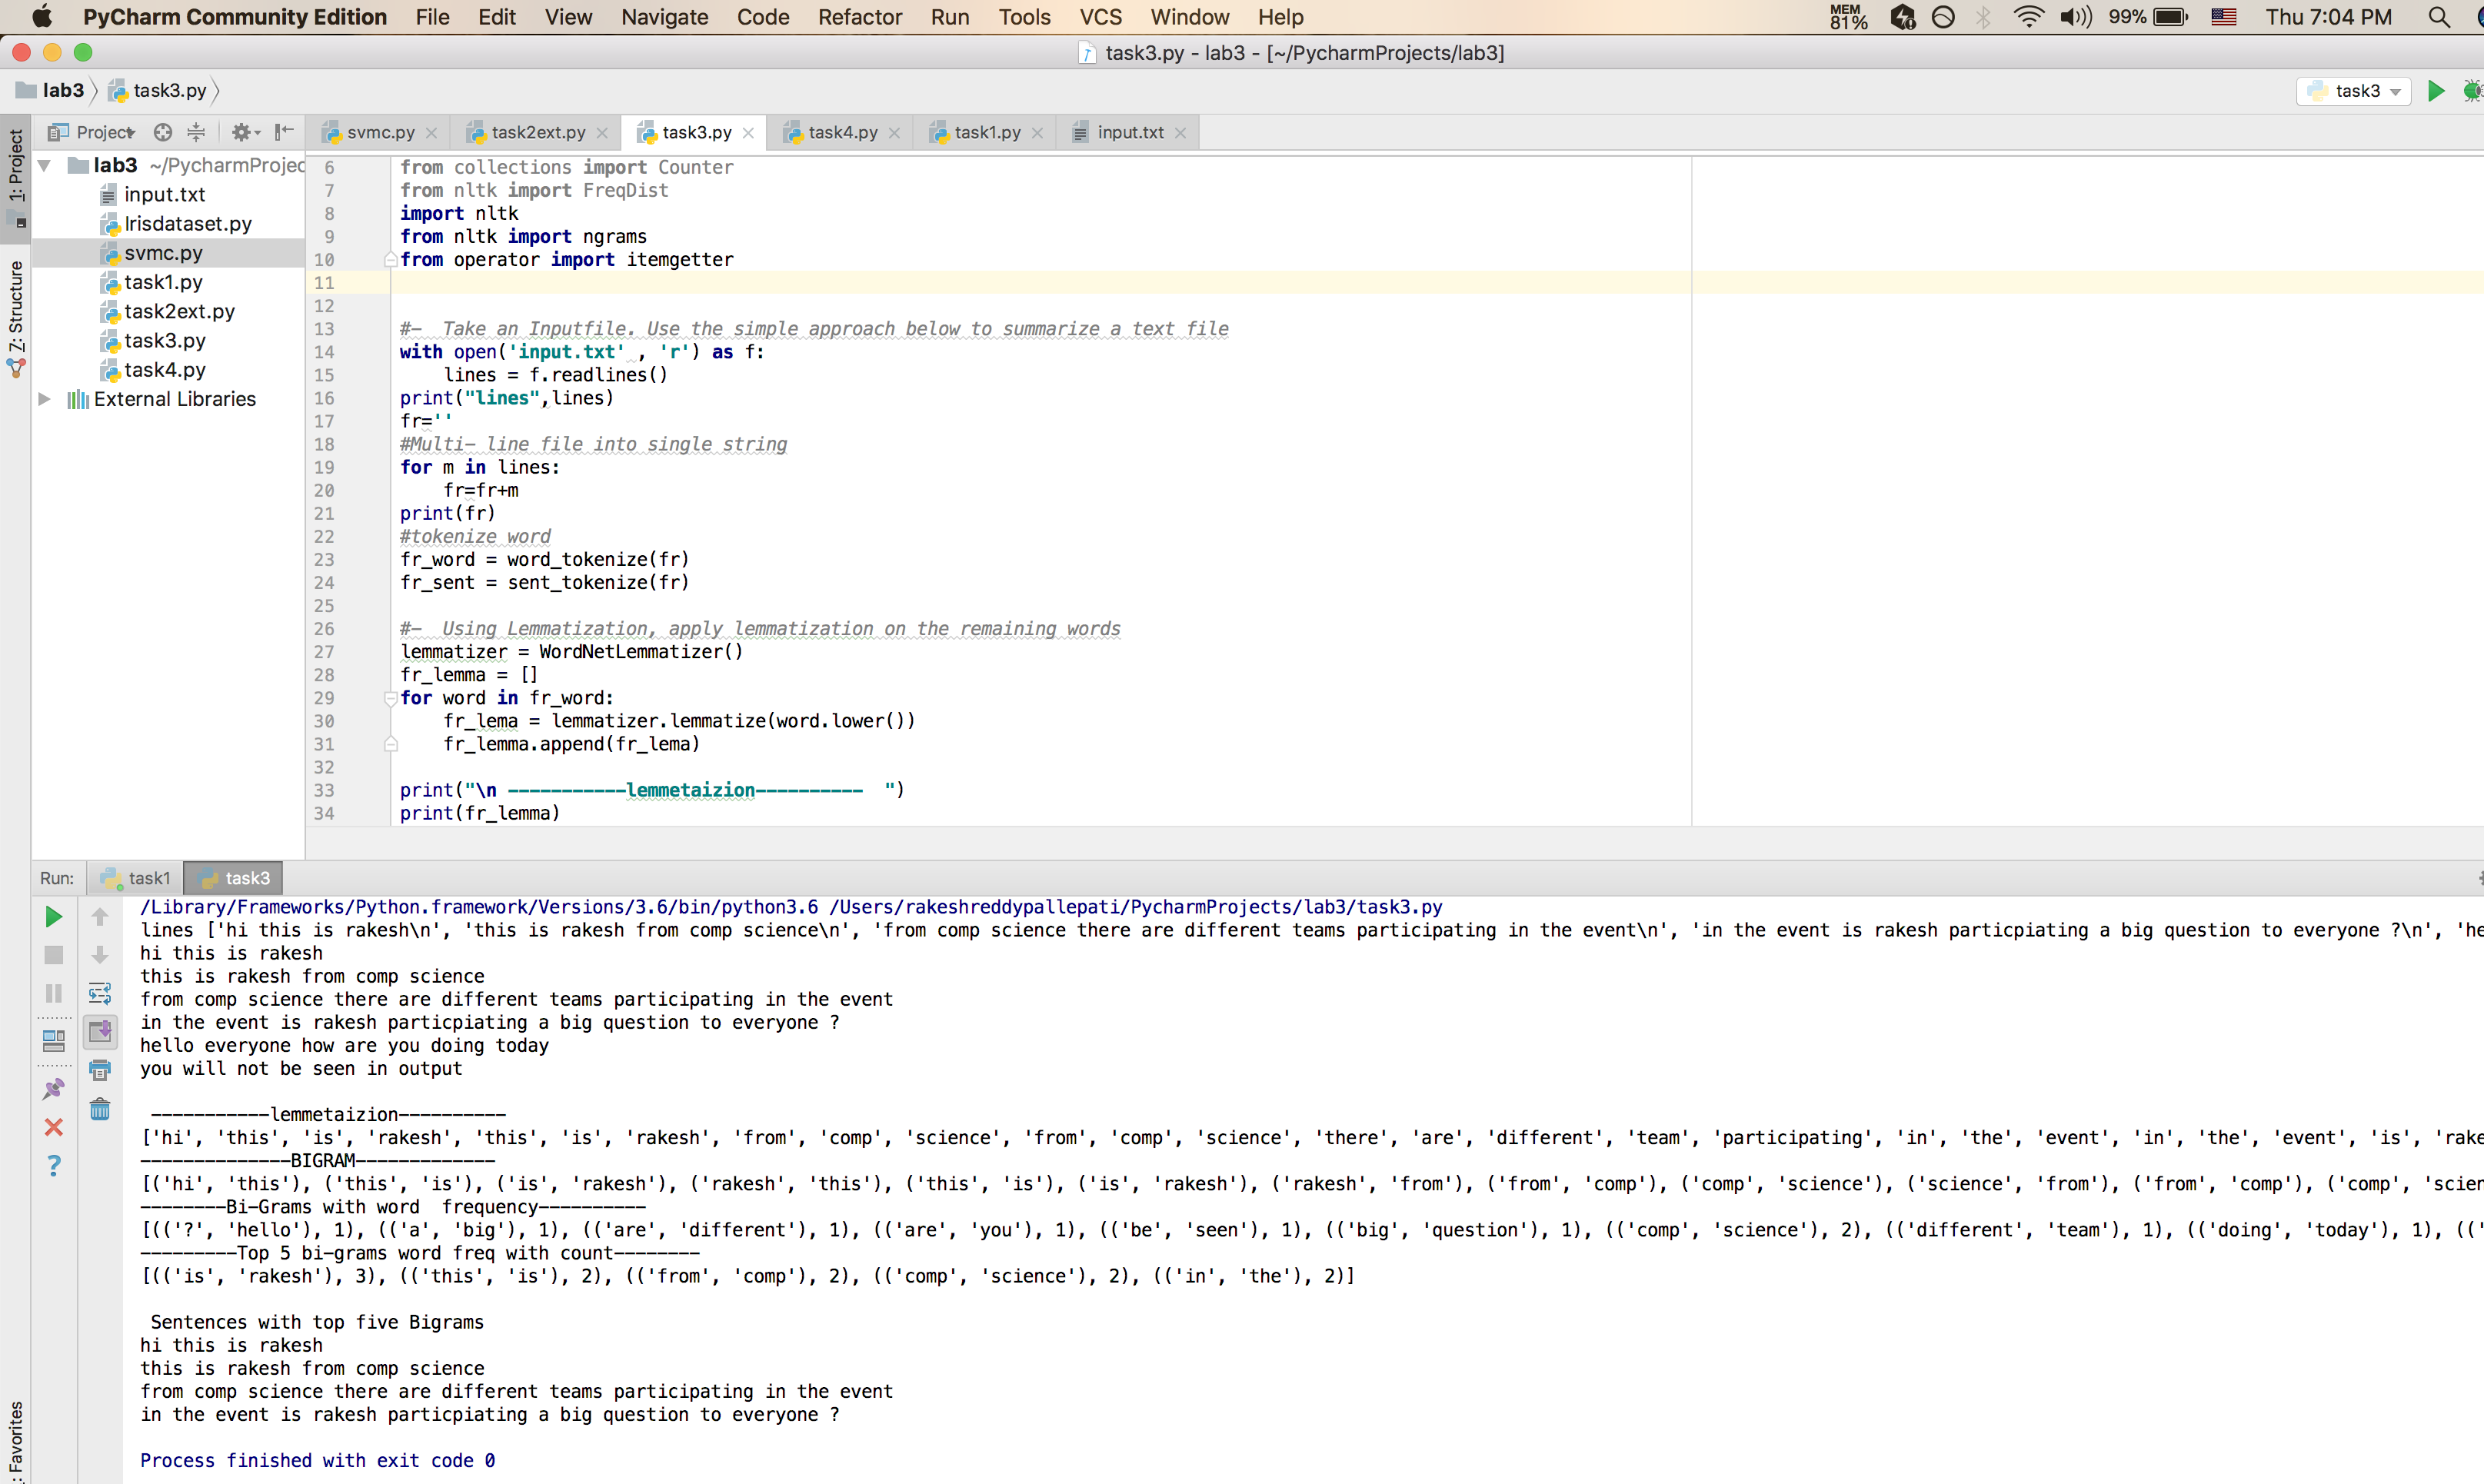 PyCharm Community Edition File Edit View Navigate Code Refactor Run Tools VCS Window Help MEM 81% 99% Thu 7:04 PM
task3.py - lab3 - [~/PycharmProjects/lab3]
lab3 task3.py task3
1: Project
Z: Structure
Favorites
Project svmc.py task2ext.py task3.py task4.py task1.py input.txt
lab3 ~/PycharmProjec
input.txt
Irisdataset.py
svmc.py
task1.py
task2ext.py
task3.py
task4.py
External Libraries
6 from collections import Counter
7 from nltk import FreqDist
8 import nltk
9 from nltk import ngrams
10 from operator import itemgetter
11
12
13 #- Take an Inputfile. Use the simple approach below to summarize a text file
14 with open('input.txt' , 'r') as f:
15 lines = f.readlines()
16 print("lines",lines)
17 fr=''
18 #Multi- line file into single string
19 for m in lines:
20 fr=fr+m
21 print(fr)
22 #tokenize word
23 fr_word = word_tokenize(fr)
24 fr_sent = sent_tokenize(fr)
25
26 #- Using Lemmatization, apply lemmatization on the remaining words
27 lemmatizer = WordNetLemmatizer()
28 fr_lemma = []
29 for word in fr_word:
30 fr_lema = lemmatizer.lemmatize(word.lower())
31 fr_lemma.append(fr_lema)
32
33 print("\n -----------lemmetaizion---------- ")
34 print(fr_lemma)
Run: task1 task3
/Library/Frameworks/Python.framework/Versions/3.6/bin/python3.6 /Users/rakeshreddypallepati/PycharmProjects/lab3/task3.py
lines ['hi this is rakesh\n', 'this is rakesh from comp science\n', 'from comp science there are different teams participating in the event\n', 'in the event is rakesh particpiating a big question to everyone ?\n', 'he
hi this is rakesh
this is rakesh from comp science
from comp science there are different teams participating in the event
in the event is rakesh particpiating a big question to everyone ?
hello everyone how are you doing today
you will not be seen in output
-----------lemmetaizion----------
['hi', 'this', 'is', 'rakesh', 'this', 'is', 'rakesh', 'from', 'comp', 'science', 'from', 'comp', 'science', 'there', 'are', 'different', 'team', 'participating', 'in', 'the', 'event', 'in', 'the', 'event', 'is', 'rake
--------------BIGRAM-------------
[('hi', 'this'), ('this', 'is'), ('is', 'rakesh'), ('rakesh', 'this'), ('this', 'is'), ('is', 'rakesh'), ('rakesh', 'from'), ('from', 'comp'), ('comp', 'science'), ('science', 'from'), ('from', 'comp'), ('comp', 'scien
--------Bi-Grams with word  frequency----------
[(('?', 'hello'), 1), (('a', 'big'), 1), (('are', 'different'), 1), (('are', 'you'), 1), (('be', 'seen'), 1), (('big', 'question'), 1), (('comp', 'science'), 2), (('different', 'team'), 1), (('doing', 'today'), 1), (('
---------Top 5 bi-grams word freq with count--------
[(('is', 'rakesh'), 3), (('this', 'is'), 2), (('from', 'comp'), 2), (('comp', 'science'), 2), (('in', 'the'), 2)]
Sentences with top five Bigrams
hi this is rakesh
this is rakesh from comp science
from comp science there are different teams participating in the event
in the event is rakesh particpiating a big question to everyone ?
Process finished with exit code 0